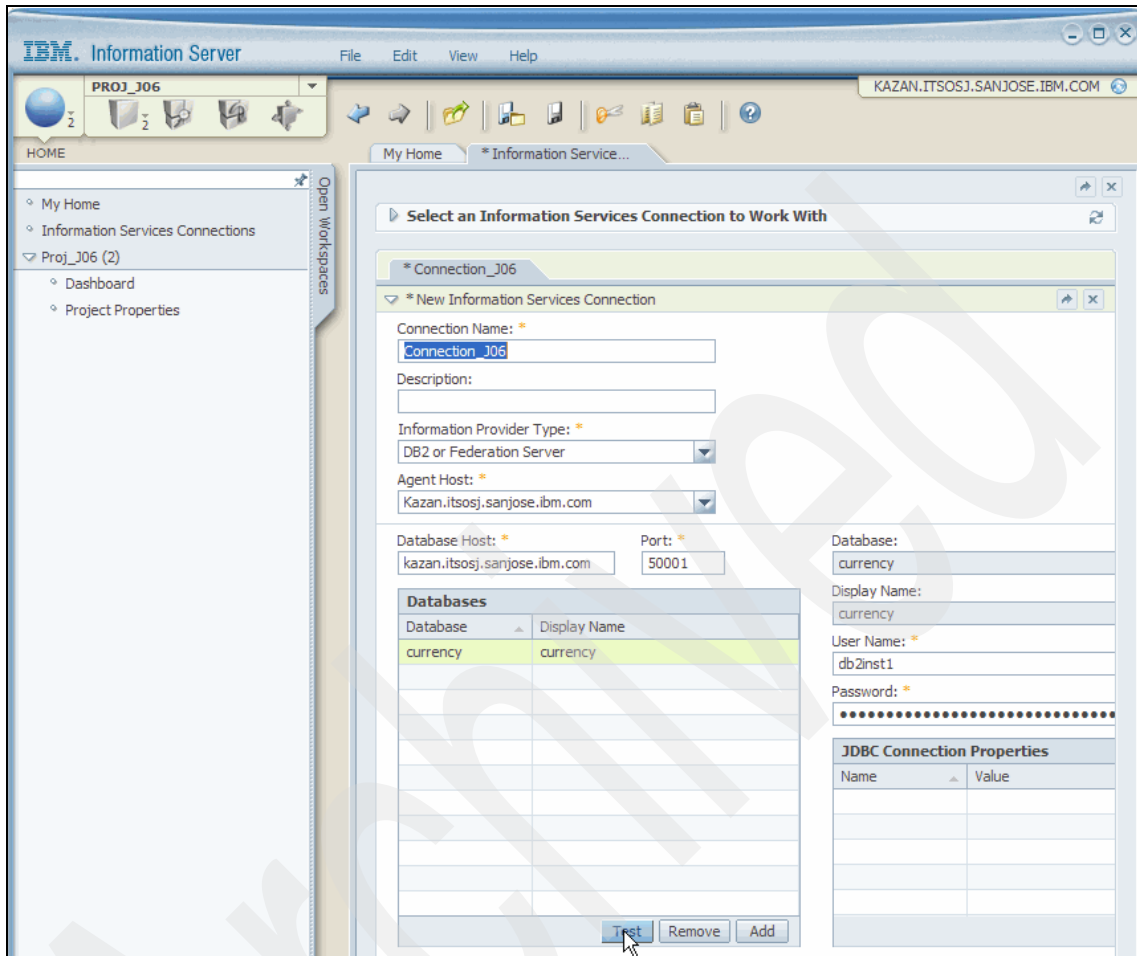 IBM. Information Server
File Edit View Help
PROJ_J06
KAZAN.ITSOSJ.SANJOSE.IBM.COM
2
2
HOME
My Home
* Information Service...
My Home
Information Services Connections
Proj_J06 (2)
Dashboard
Project Properties
Open Workspaces
Select an Information Services Connection to Work With
* Connection_J06
* New Information Services Connection
Connection Name: *
Connection_J06
Description:
Information Provider Type: *
DB2 or Federation Server
Agent Host: *
Kazan.itsosj.sanjose.ibm.com
Database Host: *
Port: *
kazan.itsosj.sanjose.ibm.com
50001
Databases
Database Display Name
currency currency
Test Remove Add
Database:
currency
Display Name:
currency
User Name: *
db2inst1
Password: *
••••••••••••••••••••••••••••••
JDBC Connection Properties
Name Value
Archived